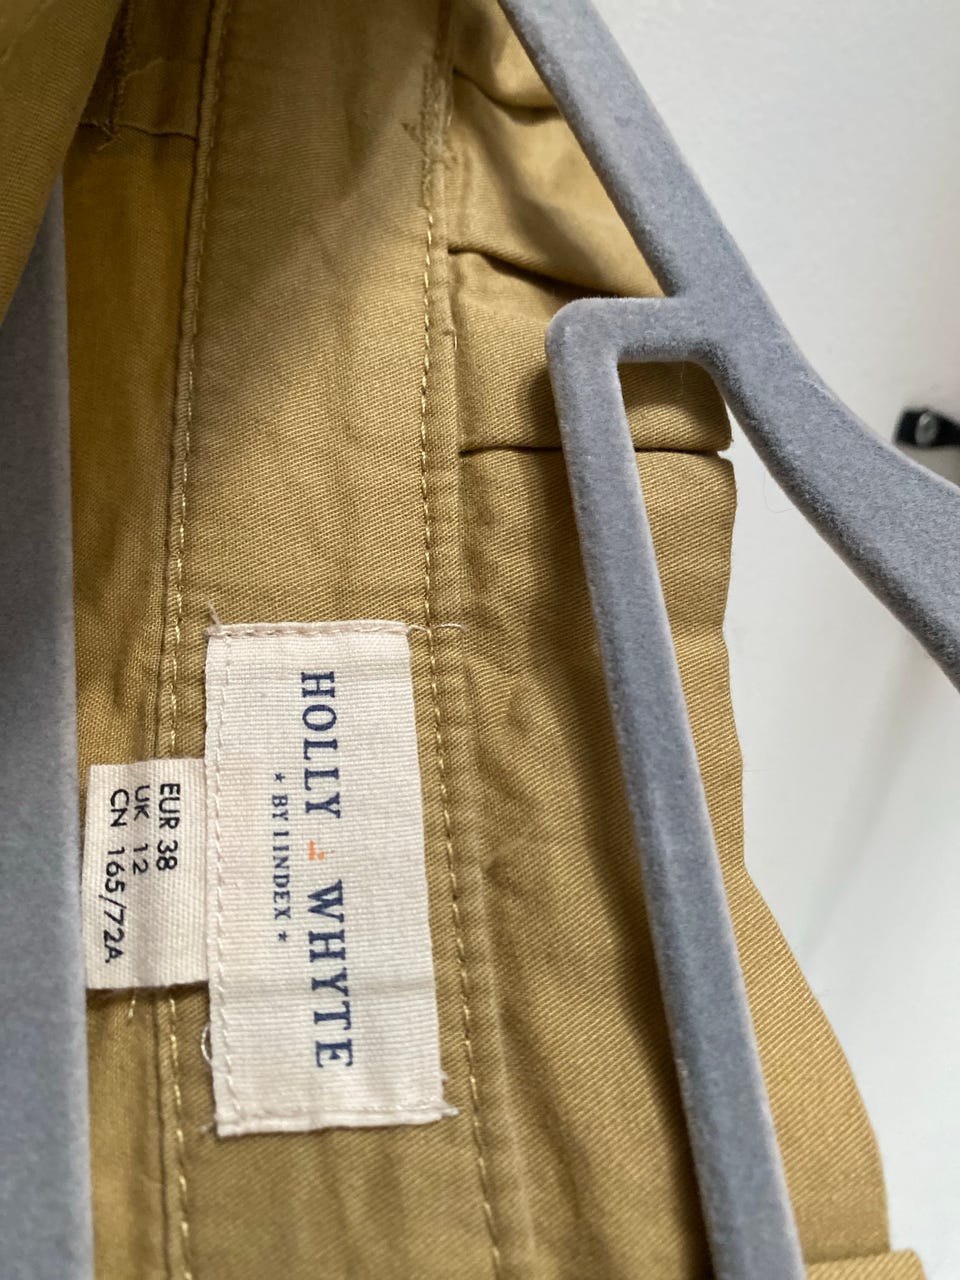 HOLLY & WHYTE
★ BY LINDEX ★
EUR 38
UK 12
CN 165/72A